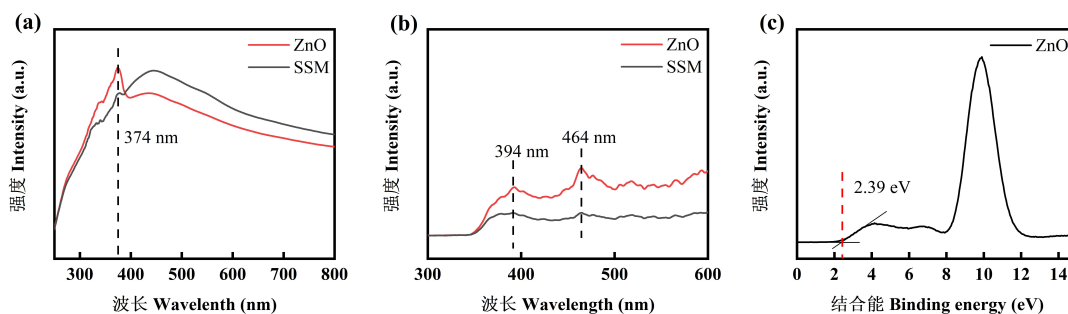 (a)
ZnO
SSM
374 nm
强度 Intensity (a.u.)
300 400 500 600 700 800
波长 Wavelenth (nm)
(b)
ZnO
SSM
394 nm
464 nm
强度 Intensity (a.u.)
300 400 500 600
波长 Wavelength (nm)
(c)
ZnO
2.39 eV
强度 Intensity (a.u.)
0 2 4 6 8 10 12 14
结合能 Binding energy (eV)